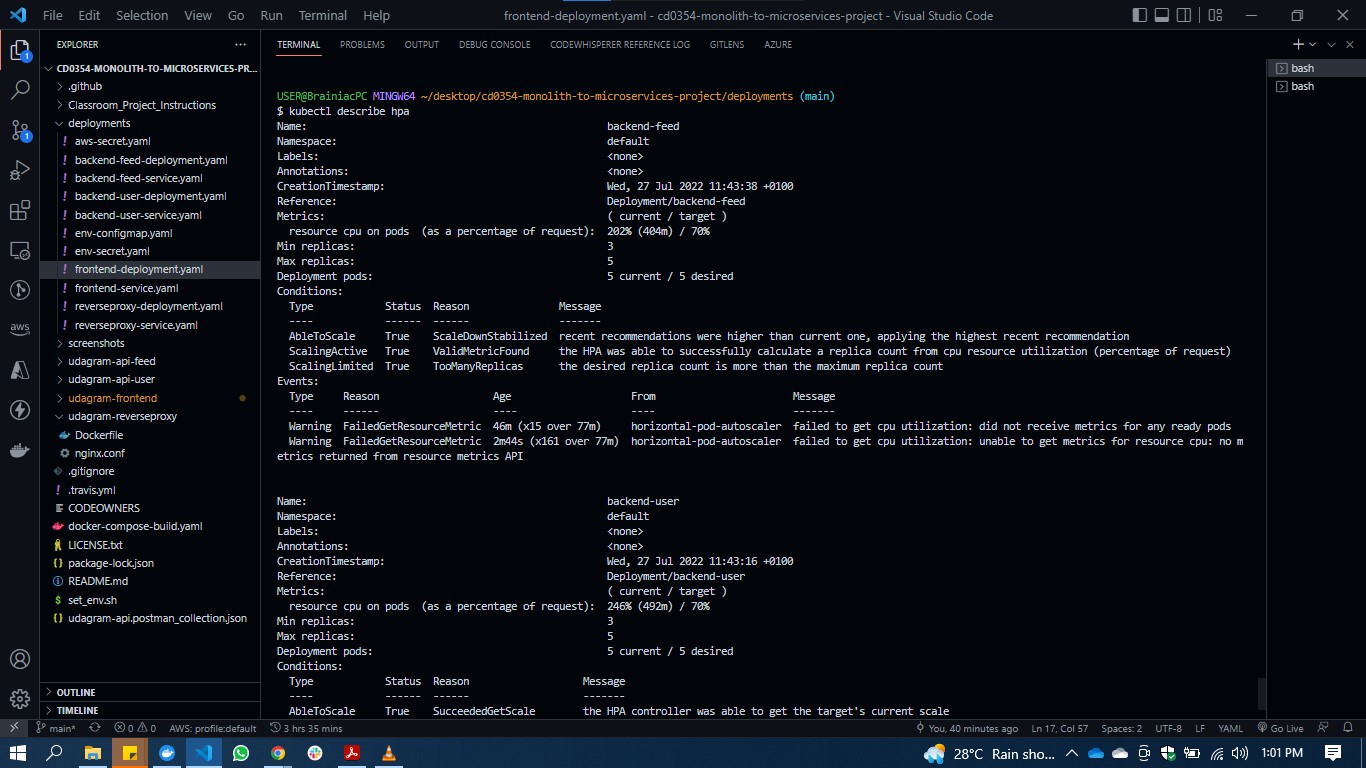 File Edit Selection View Go Run Terminal Help
frontend-deployment.yaml - cd0354-monolith-to-microservices-project - Visual Studio Code
EXPLORER
CD0354-MONOLITH-TO-MICROSERVICES-PR...
.github
Classroom_Project_Instructions
deployments
aws-secret.yaml
backend-feed-deployment.yaml
backend-feed-service.yaml
backend-user-deployment.yaml
backend-user-service.yaml
env-configmap.yaml
env-secret.yaml
frontend-deployment.yaml
frontend-service.yaml
reverseproxy-deployment.yaml
reverseproxy-service.yaml
screenshots
udagram-api-feed
udagram-api-user
udagram-frontend
udagram-reverseproxy
Dockerfile
nginx.conf
.gitignore
.travis.yml
CODEOWNERS
docker-compose-build.yaml
LICENSE.txt
package-lock.json
README.md
set_env.sh
udagram-api.postman_collection.json
OUTLINE
TIMELINE
1
1
aws
TERMINAL PROBLEMS OUTPUT DEBUG CONSOLE CODEWHISPERER REFERENCE LOG GITLENS AZURE
bash
bash
USER@BrainiacPC MINGW64 ~/desktop/cd0354-monolith-to-microservices-project/deployments (main)
$ kubectl describe hpa
Name: backend-feed
Namespace: default
Labels: <none>
Annotations: <none>
CreationTimestamp: Wed, 27 Jul 2022 11:43:38 +0100
Reference: Deployment/backend-feed
Metrics: ( current / target )
resource cpu on pods (as a percentage of request): 202% (404m) / 70%
Min replicas: 3
Max replicas: 5
Deployment pods: 5 current / 5 desired
Conditions:
Type Status Reason Message
---- ------ ------ -------
AbleToScale True ScaleDownStabilized recent recommendations were higher than current one, applying the highest recent recommendation
ScalingActive True ValidMetricFound the HPA was able to successfully calculate a replica count from cpu resource utilization (percentage of request)
ScalingLimited True TooManyReplicas the desired replica count is more than the maximum replica count
Events:
Type Reason Age From Message
---- ------ ---- ---- -------
Warning FailedGetResourceMetric 46m (x15 over 77m) horizontal-pod-autoscaler failed to get cpu utilization: did not receive metrics for any ready pods
Warning FailedGetResourceMetric 2m44s (x161 over 77m) horizontal-pod-autoscaler failed to get cpu utilization: unable to get metrics for resource cpu: no m
etrics returned from resource metrics API
Name: backend-user
Namespace: default
Labels: <none>
Annotations: <none>
CreationTimestamp: Wed, 27 Jul 2022 11:43:16 +0100
Reference: Deployment/backend-user
Metrics: ( current / target )
resource cpu on pods (as a percentage of request): 246% (492m) / 70%
Min replicas: 3
Max replicas: 5
Deployment pods: 5 current / 5 desired
Conditions:
Type Status Reason Message
---- ------ ------ -------
AbleToScale True SucceededGetScale the HPA controller was able to get the target's current scale
main* 0 0 AWS: profile:default 3 hrs 35 mins You, 40 minutes ago Ln 17, Col 57 Spaces: 2 UTF-8 LF YAML Go Live
28°C Rain sho... 1:01 PM